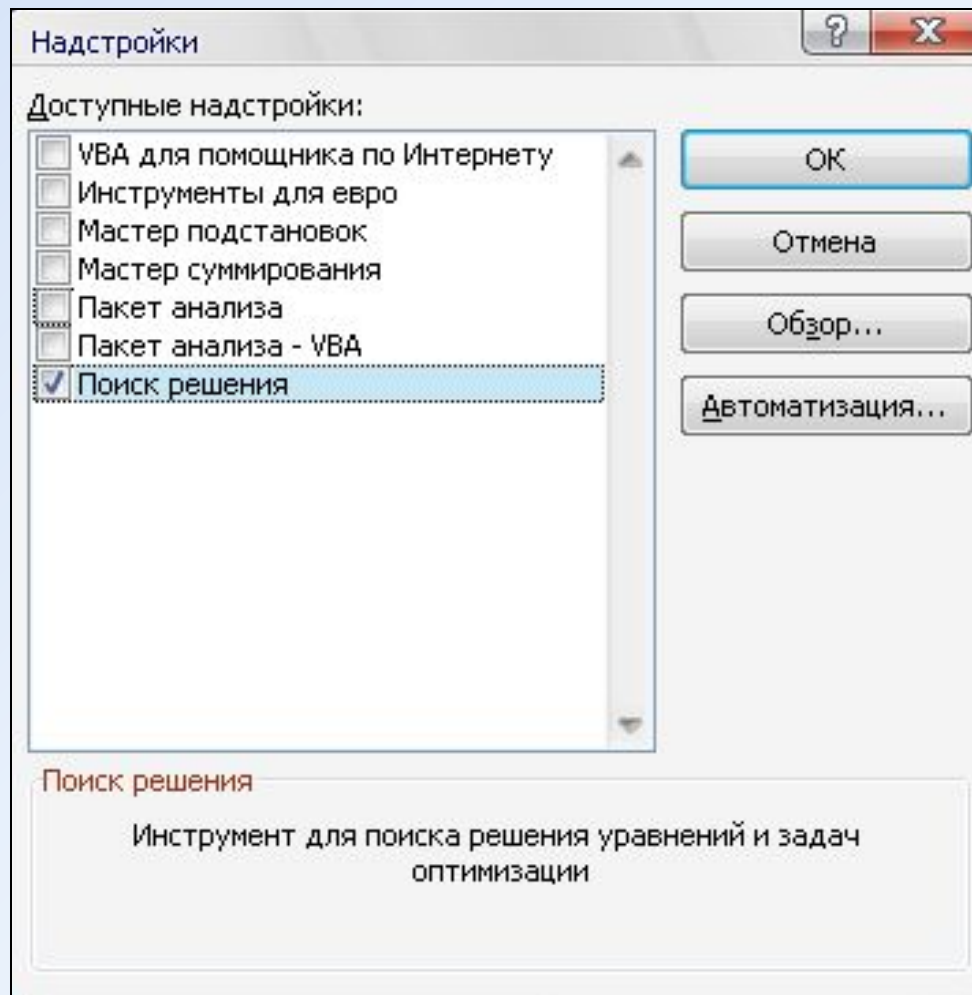 Надстройки
Доступные надстройки:
VBA для помощника по Интернету
Инструменты для евро
Мастер подстановок
Мастер суммирования
Пакет анализа
Пакет анализа - VBA
Поиск решения
ОК
Отмена
Обзор...
Автоматизация...
Поиск решения
Инструмент для поиска решения уравнений и задач
оптимизации